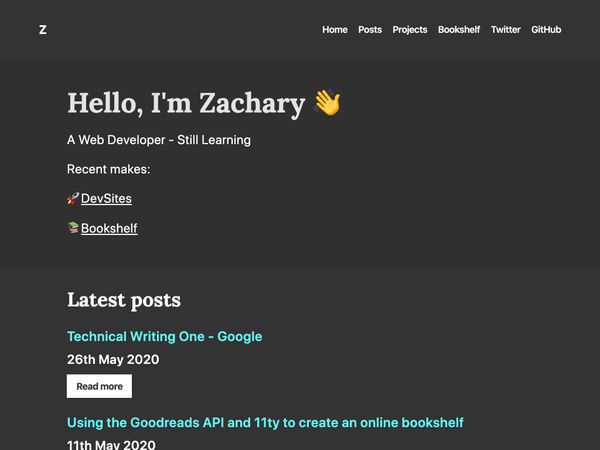 Z
Home Posts Projects Bookshelf Twitter GitHub
Hello, I'm Zachary 👋
A Web Developer - Still Learning
Recent makes:
🚀 DevSites
📚 Bookshelf
Latest posts
Technical Writing One - Google
26th May 2020
Read more
Using the Goodreads API and 11ty to create an online bookshelf
11th May 2020